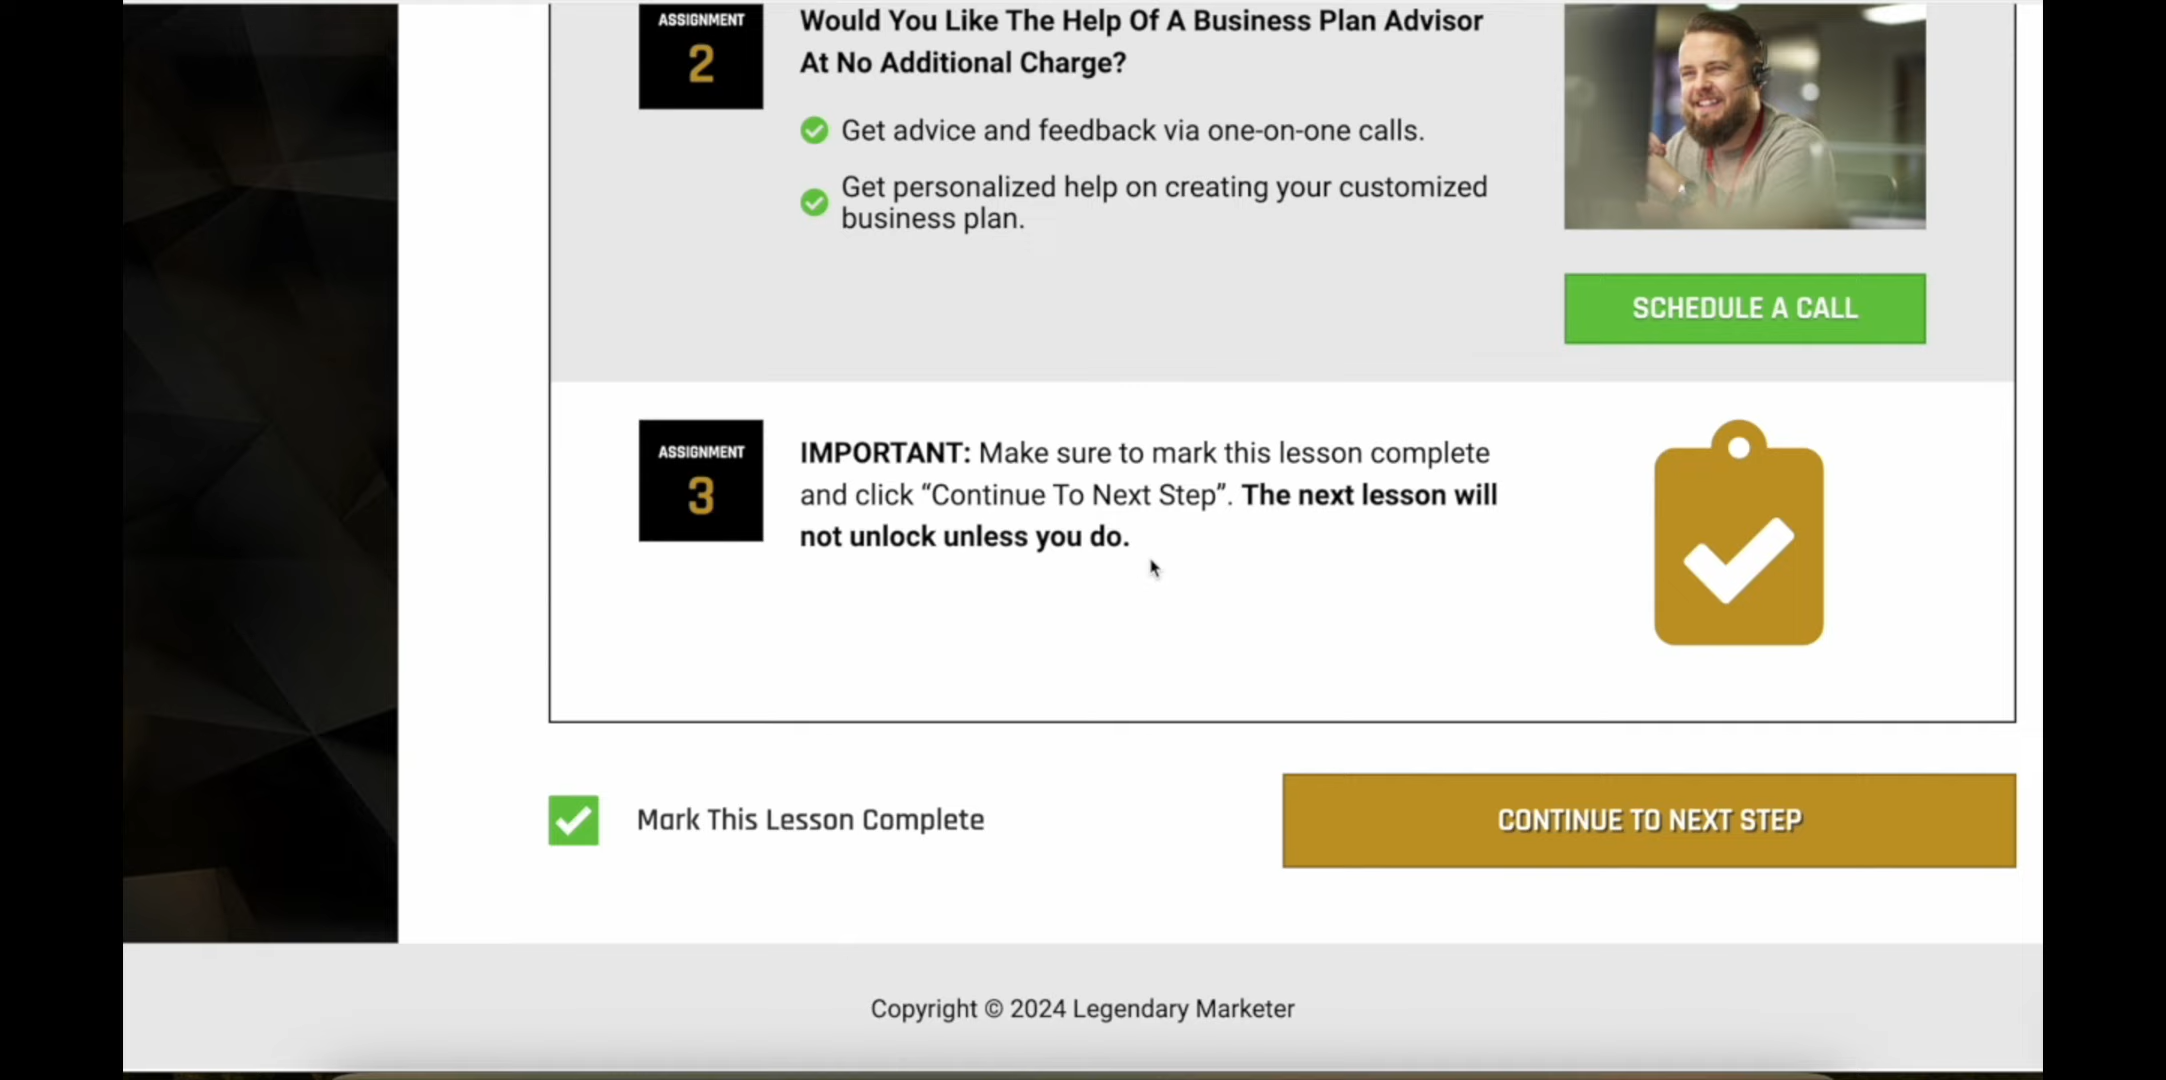 ASSIGNMENT
2
Would You Like The Help Of A Business Plan Advisor
At No Additional Charge?
Get advice and feedback via one-on-one calls.
Get personalized help on creating your customized
business plan.
SCHEDULE A CALL
ASSIGNMENT
3
IMPORTANT: Make sure to mark this lesson complete
and click “Continue To Next Step”. The next lesson will
not unlock unless you do.
Mark This Lesson Complete
CONTINUE TO NEXT STEP
Copyright © 2024 Legendary Marketer